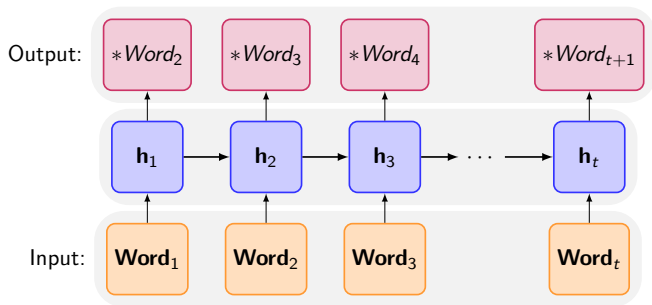 Output: *Word₂ *Word₃ *Word₄ *Wordₜ₊₁
h₁ h₂ h₃ ··· hₜ
Input: Word₁ Word₂ Word₃ Wordₜ